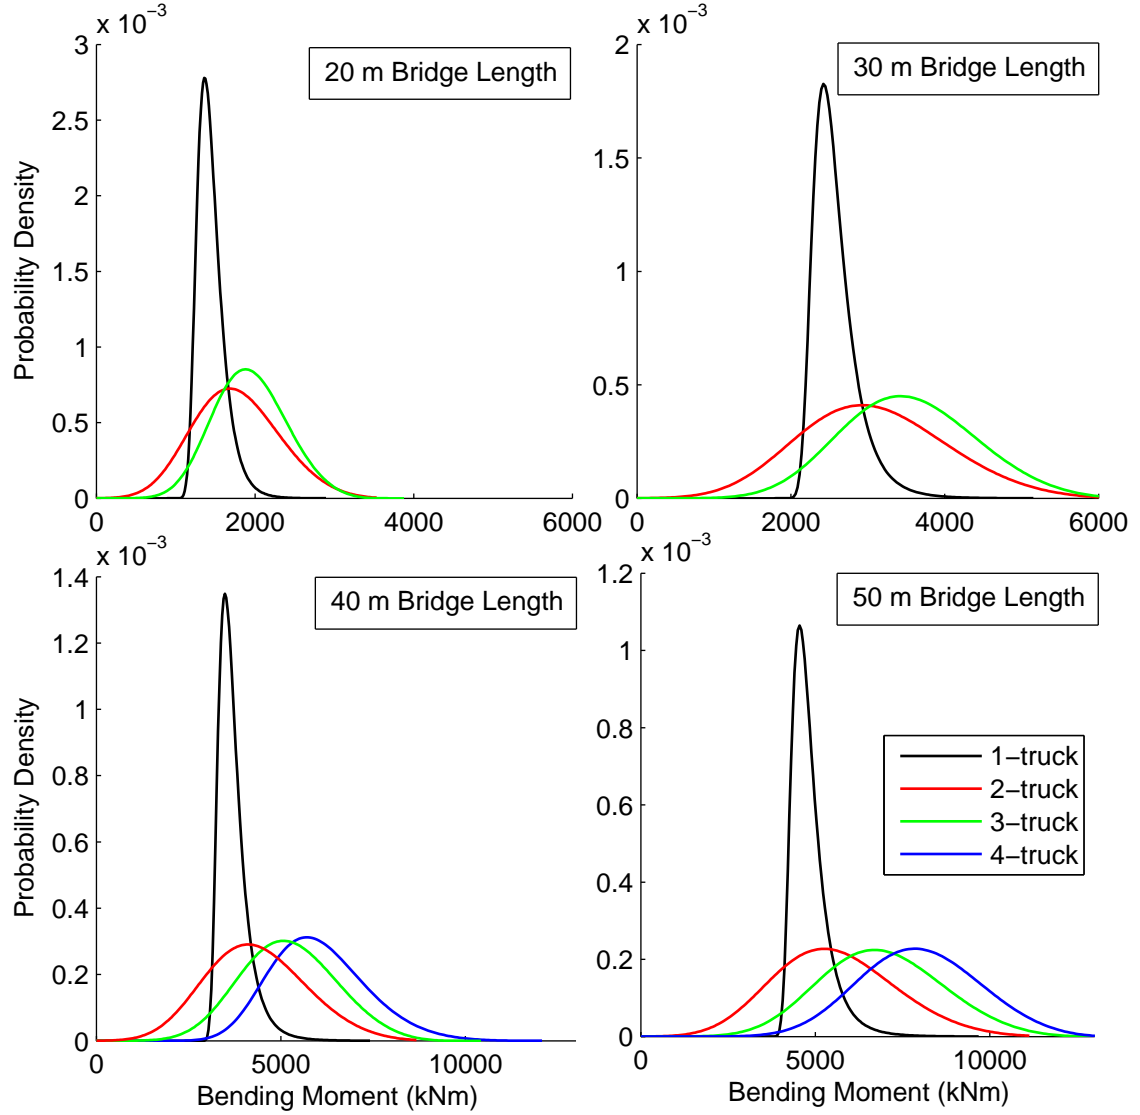 x 10⁻³
3
2.5
2
1.5
1
0.5
0
0 2000 4000 6000
Probability Density
20 m Bridge Length
x 10⁻³
2
1.5
1
0.5
0
0 2000 4000 6000
30 m Bridge Length
x 10⁻³
1.4
1.2
1
0.8
0.6
0.4
0.2
0
0 5000 10000
Probability Density
Bending Moment (kNm)
40 m Bridge Length
x 10⁻³
1.2
1
0.8
0.6
0.4
0.2
0
0 5000 10000
Bending Moment (kNm)
50 m Bridge Length
1−truck
2−truck
3−truck
4−truck